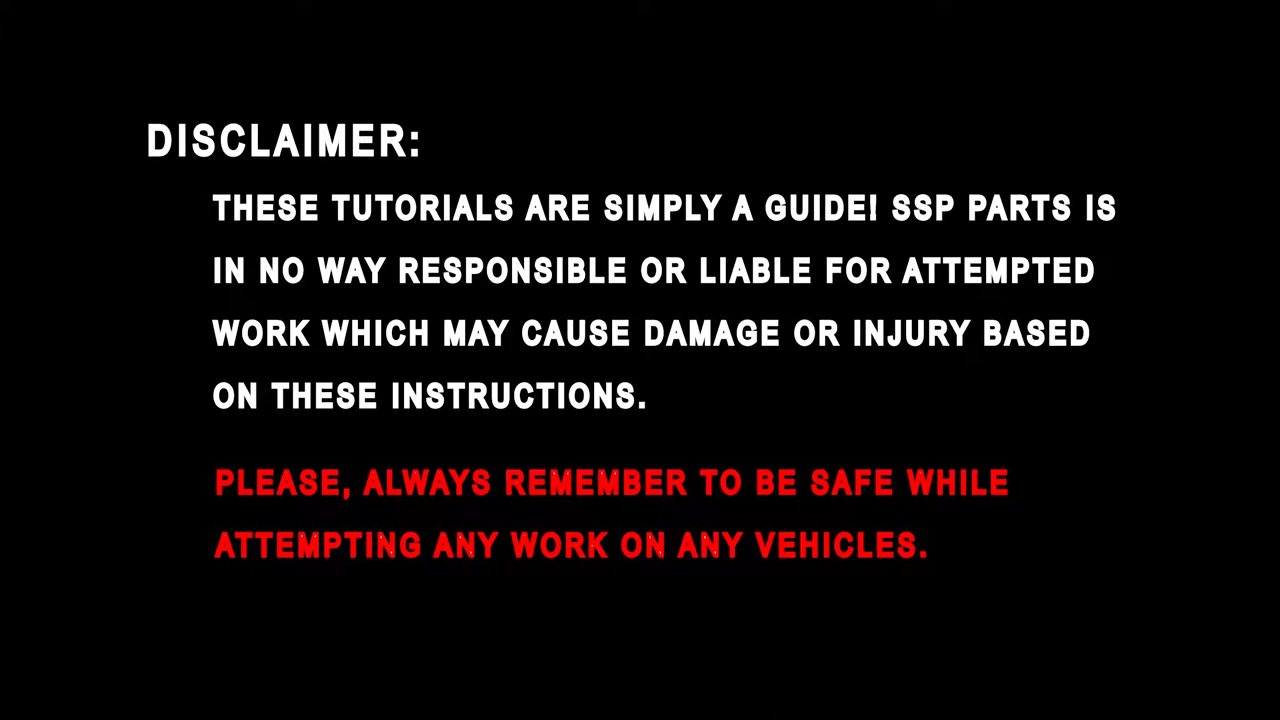 DISCLAIMER:
THESE TUTORIALS ARE SIMPLY A GUIDE! SSP PARTS IS
IN NO WAY RESPONSIBLE OR LIABLE FOR ATTEMPTED
WORK WHICH MAY CAUSE DAMAGE OR INJURY BASED
ON THESE INSTRUCTIONS.
PLEASE, ALWAYS REMEMBER TO BE SAFE WHILE
ATTEMPTING ANY WORK ON ANY VEHICLES.